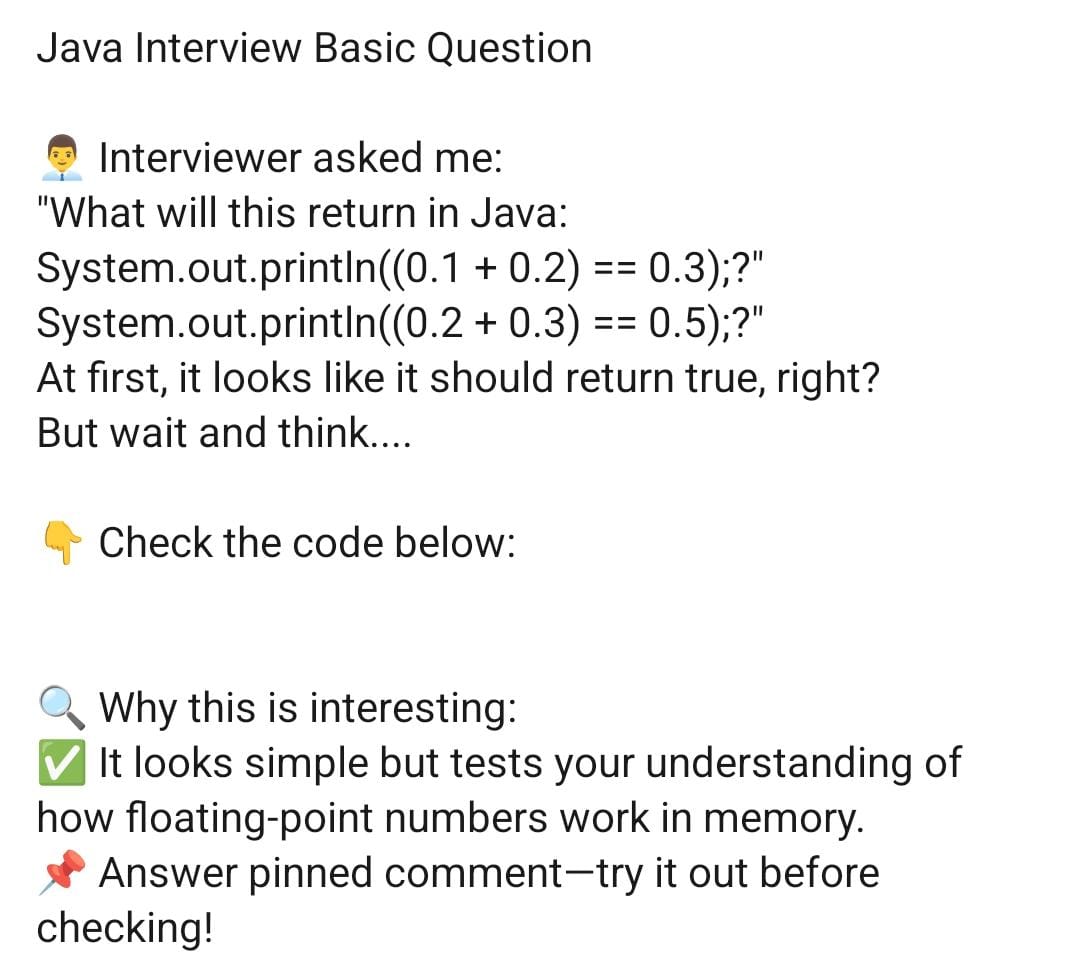 Java Interview Basic Question
👨‍💼 Interviewer asked me:
"What will this return in Java:
System.out.println((0.1 + 0.2) == 0.3);?"
System.out.println((0.2 + 0.3) == 0.5);?"
At first, it looks like it should return true, right?
But wait and think....
👇 Check the code below:
🔍 Why this is interesting:
✅ It looks simple but tests your understanding of
how floating-point numbers work in memory.
📌 Answer pinned comment—try it out before
checking!